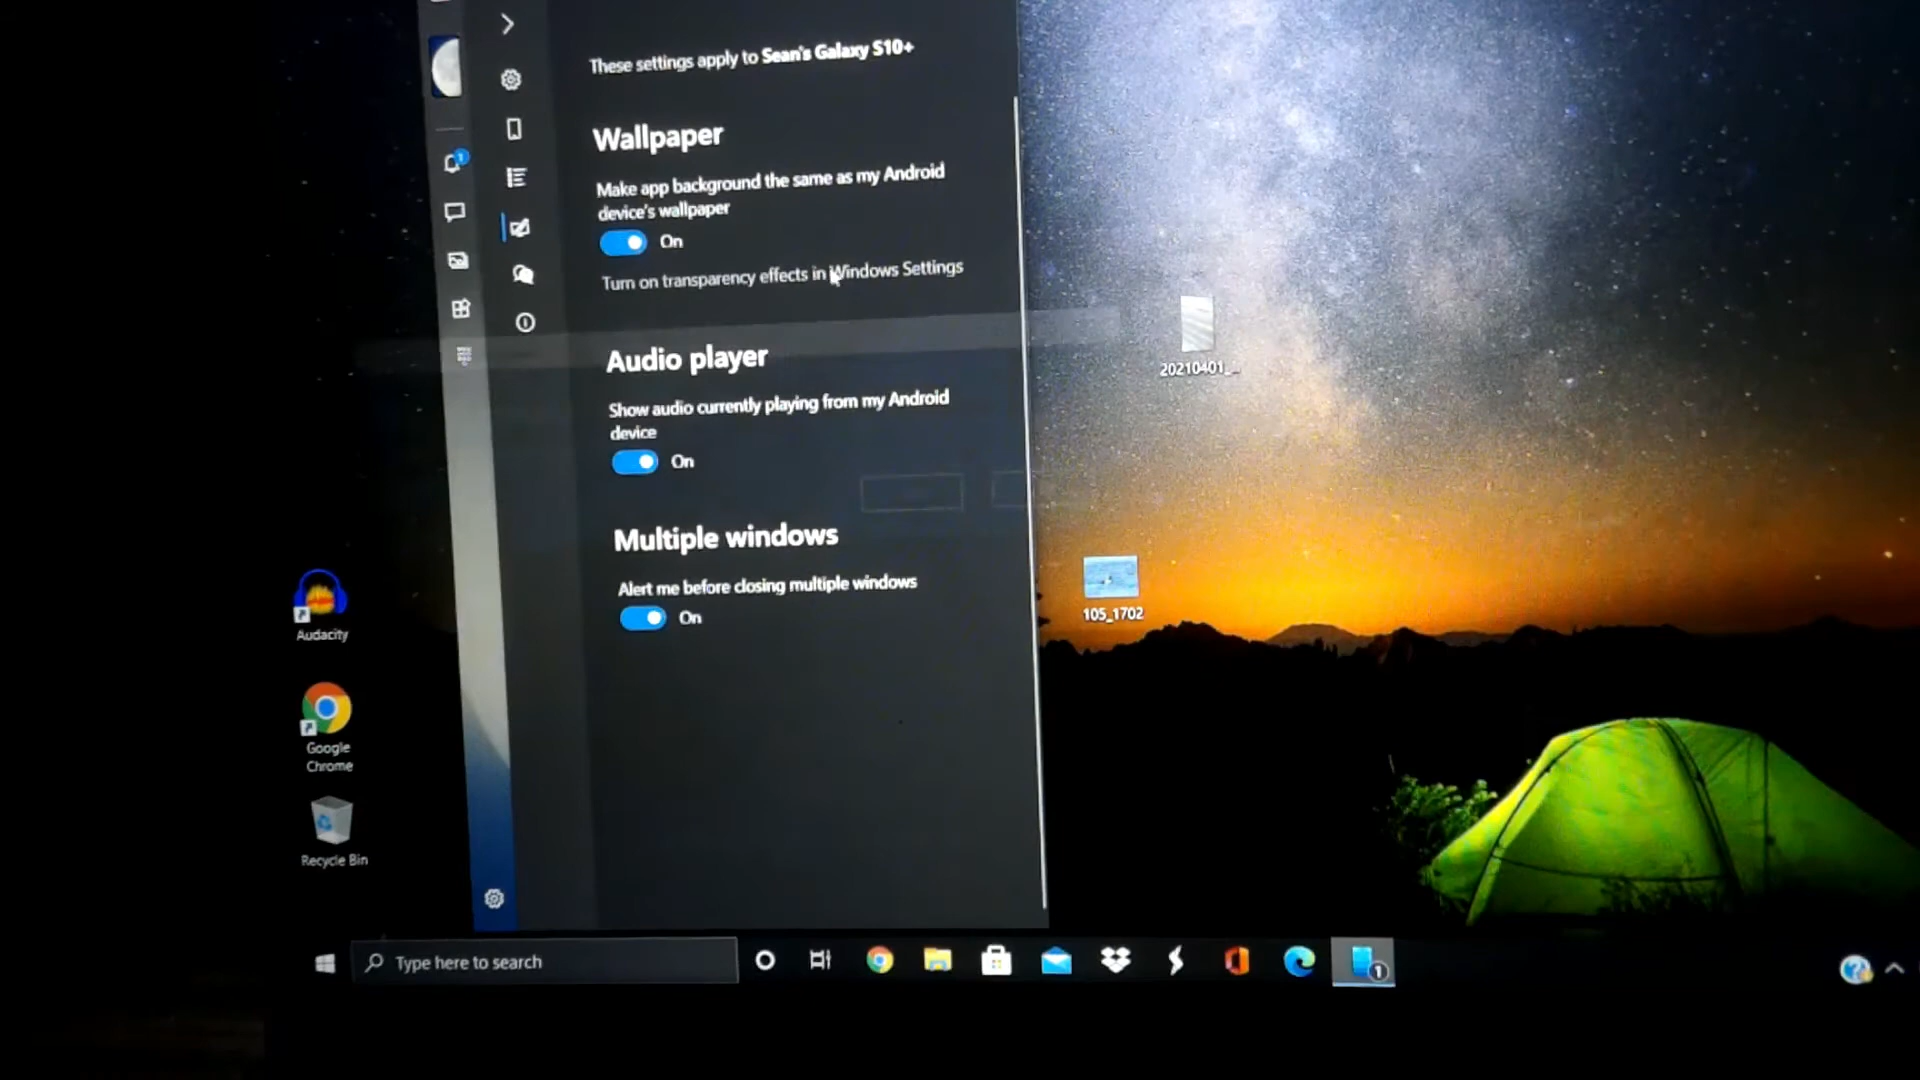 These settings apply to Sean's Galaxy S10+
Wallpaper
Make app background the same as my Android
device's wallpaper
On
Turn on transparency effects in Windows Settings
Audio player
Show audio currently playing from my Android
device
On
Multiple windows
Alert me before closing multiple windows
On
1
20210401_...
105_1702
Audacity
Google
Chrome
Recycle Bin
Type here to search
1